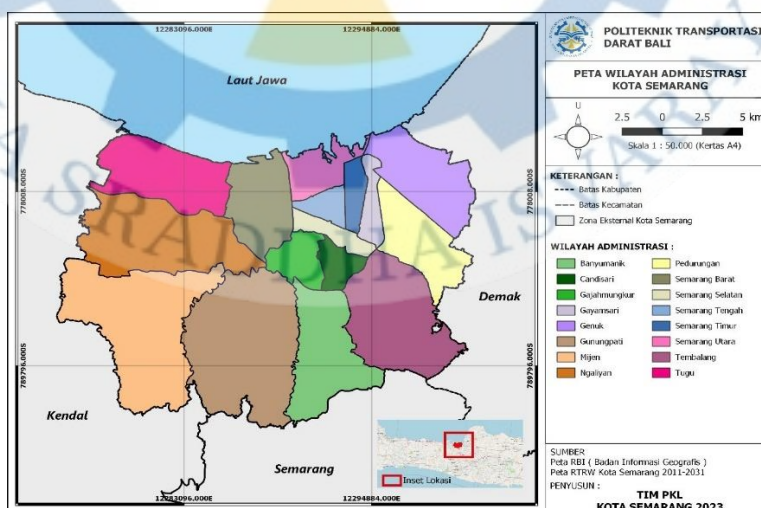 12283096.000E
12294884.000E
Laut Jawa
778008.000S
778008.000S
789796.000S
789796.000S
Demak
Kendal
Semarang
Inset Lokasi
12283096.000E
12294884.000E
POLITEKNIK TRANSPORTASI
DARAT BALI
PETA WILAYAH ADMINISTRASI
KOTA SEMARANG
U
2.5 0 2.5 5 km
Skala 1 : 50.000 (Kertas A4)
KETERANGAN :
Batas Kabupaten
Batas Kecamatan
Zona Eksternal Kota Semarang
WILAYAH ADMINISTRASI :
Banyumanik
Candisari
Gajahmungkur
Gayamsari
Genuk
Gunungpati
Mijen
Ngaliyan
Pedurungan
Semarang Barat
Semarang Selatan
Semarang Tengah
Semarang Timur
Semarang Utara
Tembalang
Tugu
SUMBER
Peta RBI ( Badan Informasi Geografis )
Peta RTRW Kota Semarang 2011-2031
PENYUSUN :
TIM PKL
KOTA SEMARANG 2023
SRADDHA ISVARA